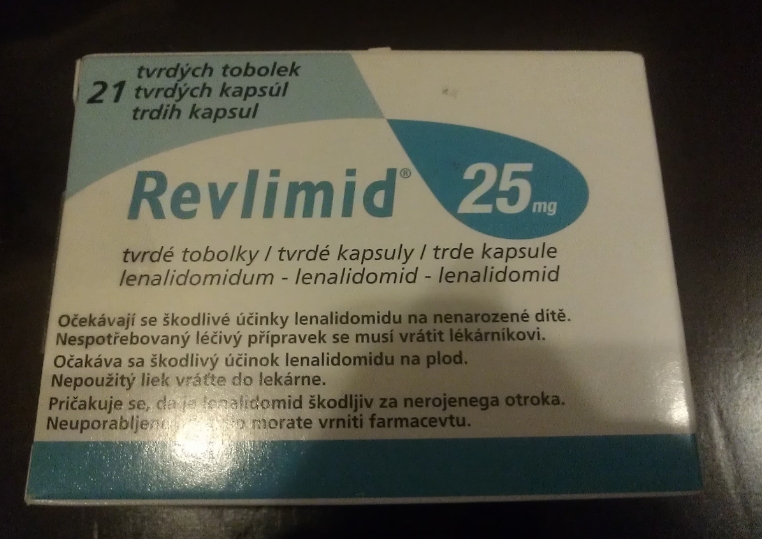 21
tvrdých tobolek
tvrdých kapsúl
trdih kapsul
Revlimid® 25 mg
tvrdé tobolky / tvrdé kapsuly / trde kapsule
lenalidomidum - lenalidomid - lenalidomid
Očekávají se škodlivé účinky lenalidomidu na nenarozené dítě.
Nespotřebovaný léčivý přípravek se musí vrátit lékárníkovi.
Očakáva sa škodlivý účinok lenalidomidu na plod.
Nepoužitý liek vráťte do lekárne.
Pričakuje se, da je lenalidomid škodljiv za nerojenega otroka.
morate vrniti farmacevtu.